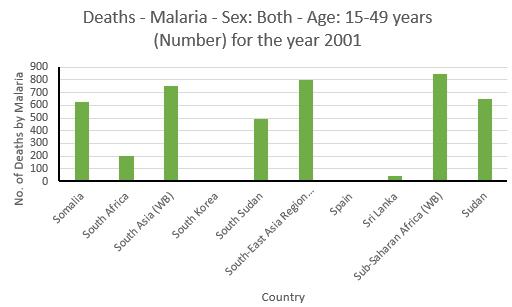 Deaths - Malaria - Sex: Both - Age: 15-49 years
(Number) for the year 2001
No. of Deaths by Malaria
900
800
700
600
500
400
300
200
100
0
Somalia
South Africa
South Asia (WB)
South Korea
South Sudan
South-East Asia Region...
Spain
Sri Lanka
Sub-Saharan Africa (WB)
Sudan
Country